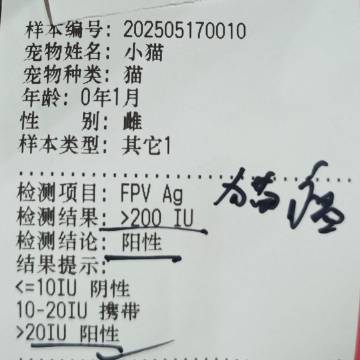 样本编号: 202505170010
宠物姓名: 小猫
宠物种类: 猫
年龄: 0年1月
性 别: 雌
样本类型: 其它1
检测项目: FPV Ag
检测结果: >200 IU
检测结论: 阳性
结果提示:
<=10IU 阴性
10-20IU 携带
>20IU 阳性
猫瘟